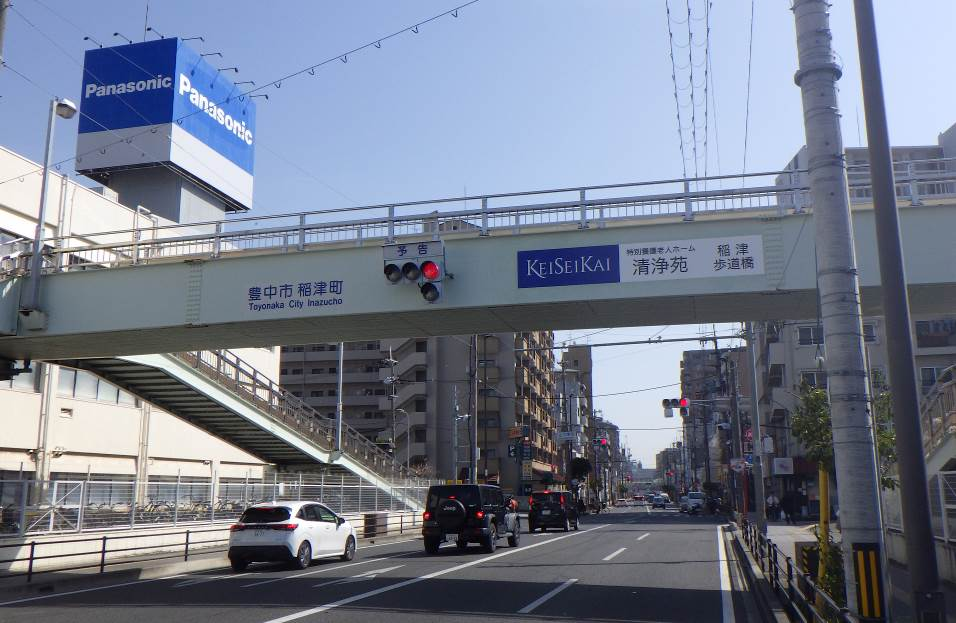 Panasonic
Panasonic
予告
豊中市 稲津町
Toyonaka City Inazucho
KEISEIKAI
特別養護老人ホーム
清浄苑
稲津
歩道橋